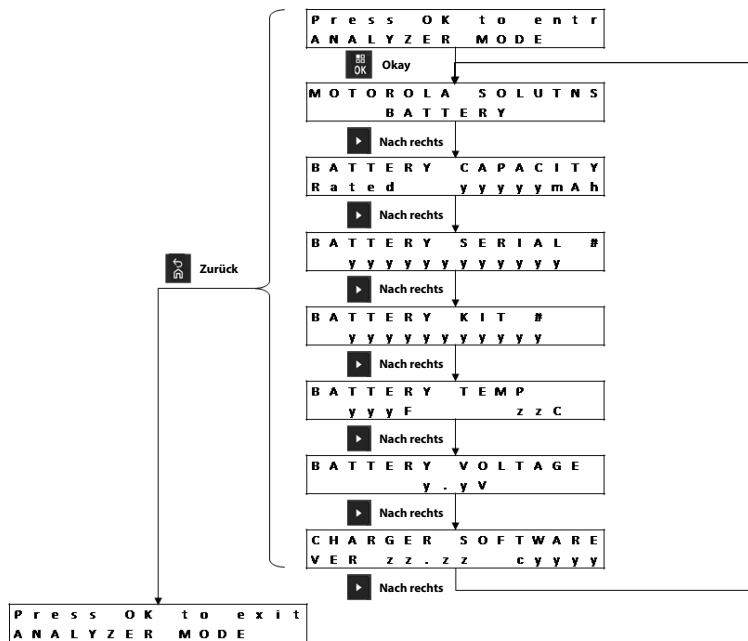 Press OK to entr
ANALYZER MODE
OK Okay
MOTOROLA SOLUTNS
BATTERY
Nach rechts
BATTERY CAPACITY
Rated yyyyymAh
Nach rechts
BATTERY SERIAL #
yyyyyyyyyyyy
Zurück
Nach rechts
BATTERY KIT #
yyyyyyyyyyy
Nach rechts
BATTERY TEMP
yyyF zzC
Nach rechts
BATTERY VOLTAGE
y.yV
Nach rechts
CHARGER SOFTWARE
VER zz.zz cyyyy
Nach rechts
Press OK to exit
ANALYZER MODE